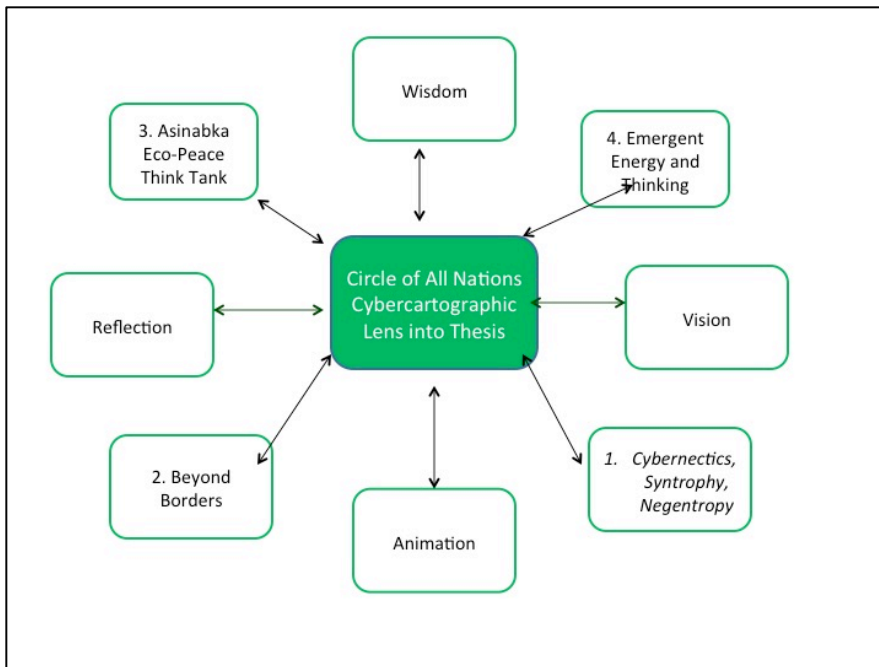 Wisdom
3. Asinabka
Eco-Peace
Think Tank
4. Emergent
Energy and
Thinking
Circle of All Nations
Cybercartographic
Lens into Thesis
Reflection
Vision
2. Beyond
Borders
1. Cybernectics,
Syntrophy,
Negentropy
Animation